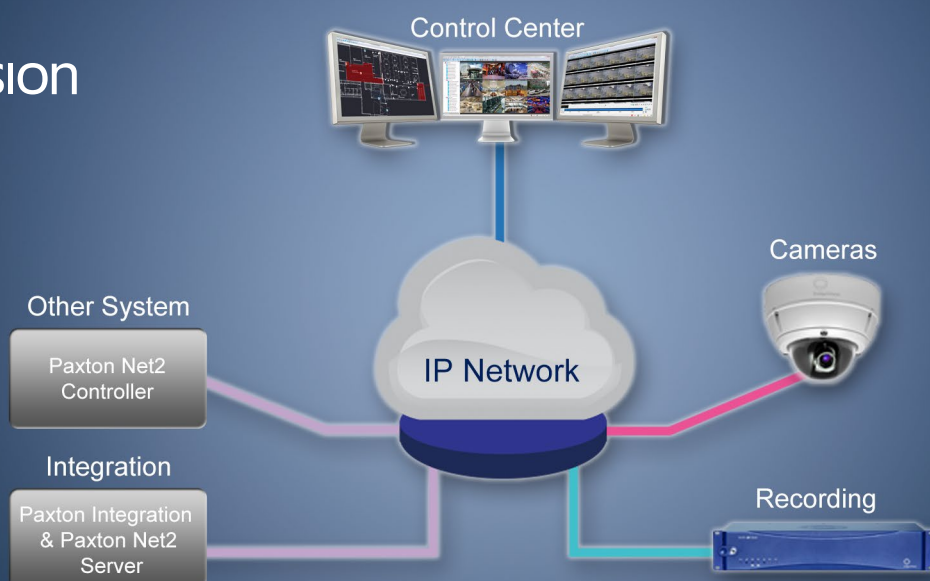 Control Center
sion
Cameras
Other System
Paxton Net2
Controller
IP Network
Integration
Paxton Integration
& Paxton Net2
Server
Recording